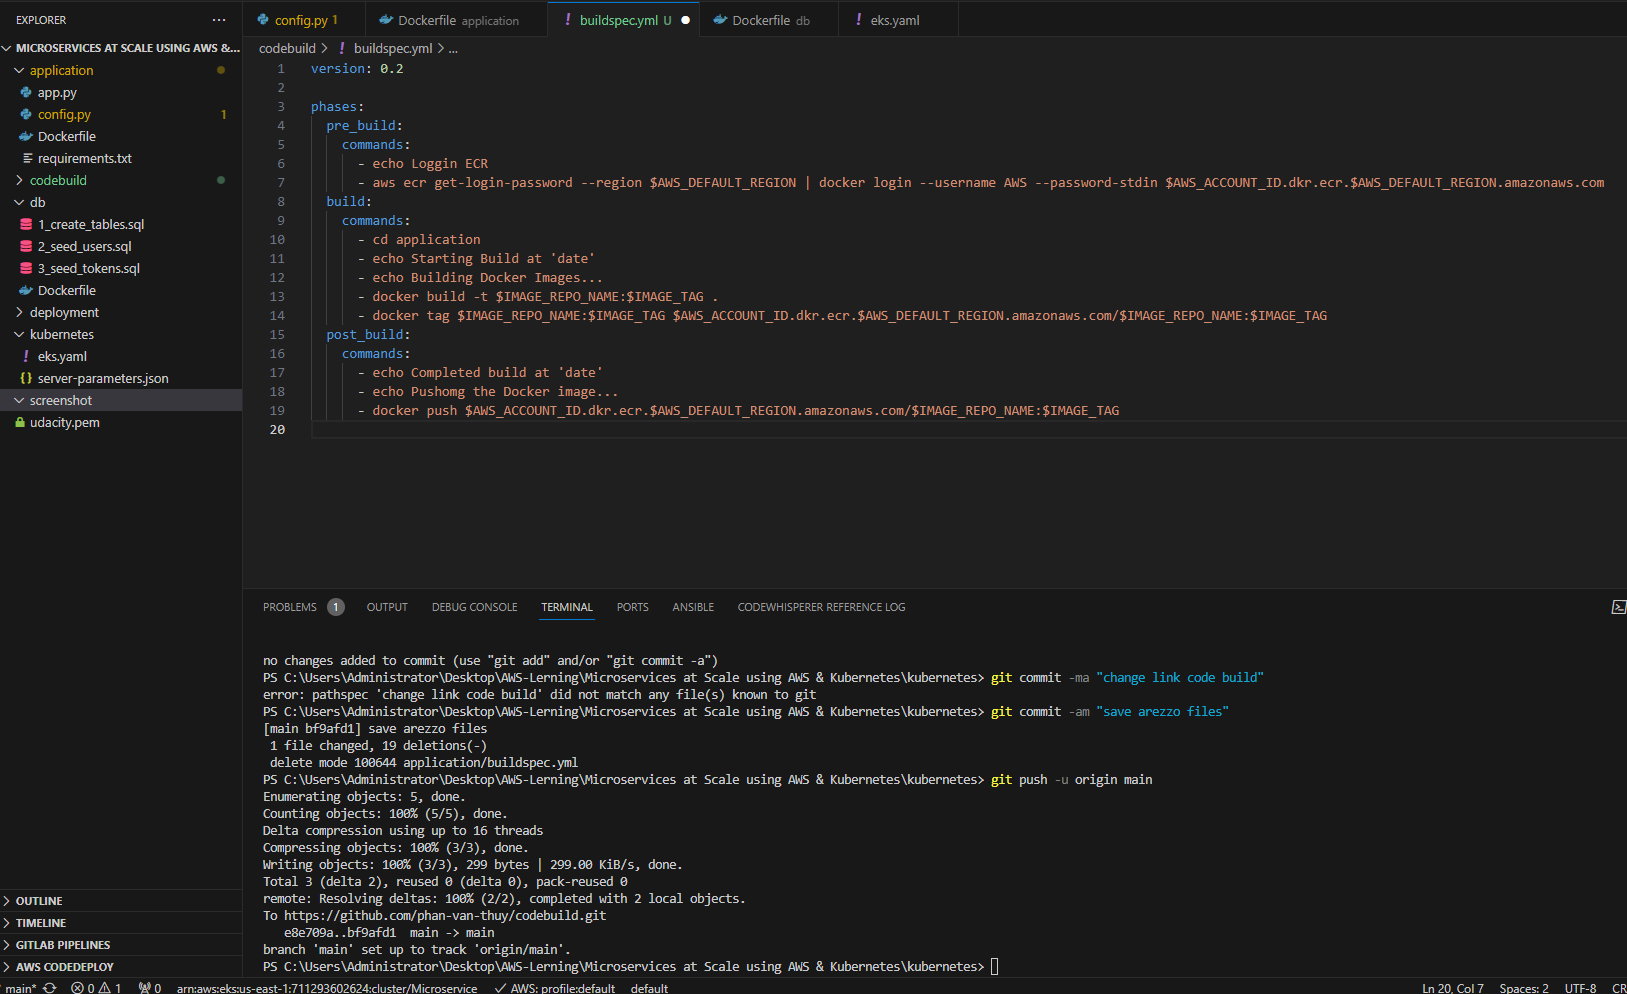 EXPLORER
···
MICROSERVICES AT SCALE USING AWS &...
application
app.py
config.py 1
Dockerfile
requirements.txt
codebuild
db
1_create_tables.sql
2_seed_users.sql
3_seed_tokens.sql
Dockerfile
deployment
kubernetes
! eks.yaml
{} server-parameters.json
screenshot
udacity.pem
OUTLINE
TIMELINE
GITLAB PIPELINES
AWS CODEDEPLOY
config.py 1
Dockerfile application
! buildspec.yml U
Dockerfile db
! eks.yaml
codebuild > ! buildspec.yml > ...
1 version: 0.2
2
3 phases:
4 pre_build:
5 commands:
6 - echo Loggin ECR
7 - aws ecr get-login-password --region $AWS_DEFAULT_REGION | docker login --username AWS --password-stdin $AWS_ACCOUNT_ID.dkr.ecr.$AWS_DEFAULT_REGION.amazonaws.com
8 build:
9 commands:
10 - cd application
11 - echo Starting Build at 'date'
12 - echo Building Docker Images...
13 - docker build -t $IMAGE_REPO_NAME:$IMAGE_TAG .
14 - docker tag $IMAGE_REPO_NAME:$IMAGE_TAG $AWS_ACCOUNT_ID.dkr.ecr.$AWS_DEFAULT_REGION.amazonaws.com/$IMAGE_REPO_NAME:$IMAGE_TAG
15 post_build:
16 commands:
17 - echo Completed build at 'date'
18 - echo Pushomg the Docker image...
19 - docker push $AWS_ACCOUNT_ID.dkr.ecr.$AWS_DEFAULT_REGION.amazonaws.com/$IMAGE_REPO_NAME:$IMAGE_TAG
20
PROBLEMS 1 OUTPUT DEBUG CONSOLE TERMINAL PORTS ANSIBLE CODEWHISPERER REFERENCE LOG
no changes added to commit (use "git add" and/or "git commit -a")
PS C:\Users\Administrator\Desktop\AWS-Lerning\Microservices at Scale using AWS & Kubernetes\kubernetes> git commit -ma "change link code build"
error: pathspec 'change link code build' did not match any file(s) known to git
PS C:\Users\Administrator\Desktop\AWS-Lerning\Microservices at Scale using AWS & Kubernetes\kubernetes> git commit -am "save arezzo files"
[main bf9afd1] save arezzo files
1 file changed, 19 deletions(-)
delete mode 100644 application/buildspec.yml
PS C:\Users\Administrator\Desktop\AWS-Lerning\Microservices at Scale using AWS & Kubernetes\kubernetes> git push -u origin main
Enumerating objects: 5, done.
Counting objects: 100% (5/5), done.
Delta compression using up to 16 threads
Compressing objects: 100% (3/3), done.
Writing objects: 100% (3/3), 299 bytes | 299.00 KiB/s, done.
Total 3 (delta 2), reused 0 (delta 0), pack-reused 0
remote: Resolving deltas: 100% (2/2), completed with 2 local objects.
To https://github.com/phan-van-thuy/codebuild.git
e8e709a..bf9afd1 main -> main
branch 'main' set up to track 'origin/main'.
PS C:\Users\Administrator\Desktop\AWS-Lerning\Microservices at Scale using AWS & Kubernetes\kubernetes>
main* 0 1 0 arn:aws:eks:us-east-1:711293602624:cluster/Microservice AWS: profile:default default Ln 20, Col 7 Spaces: 2 UTF-8 CR